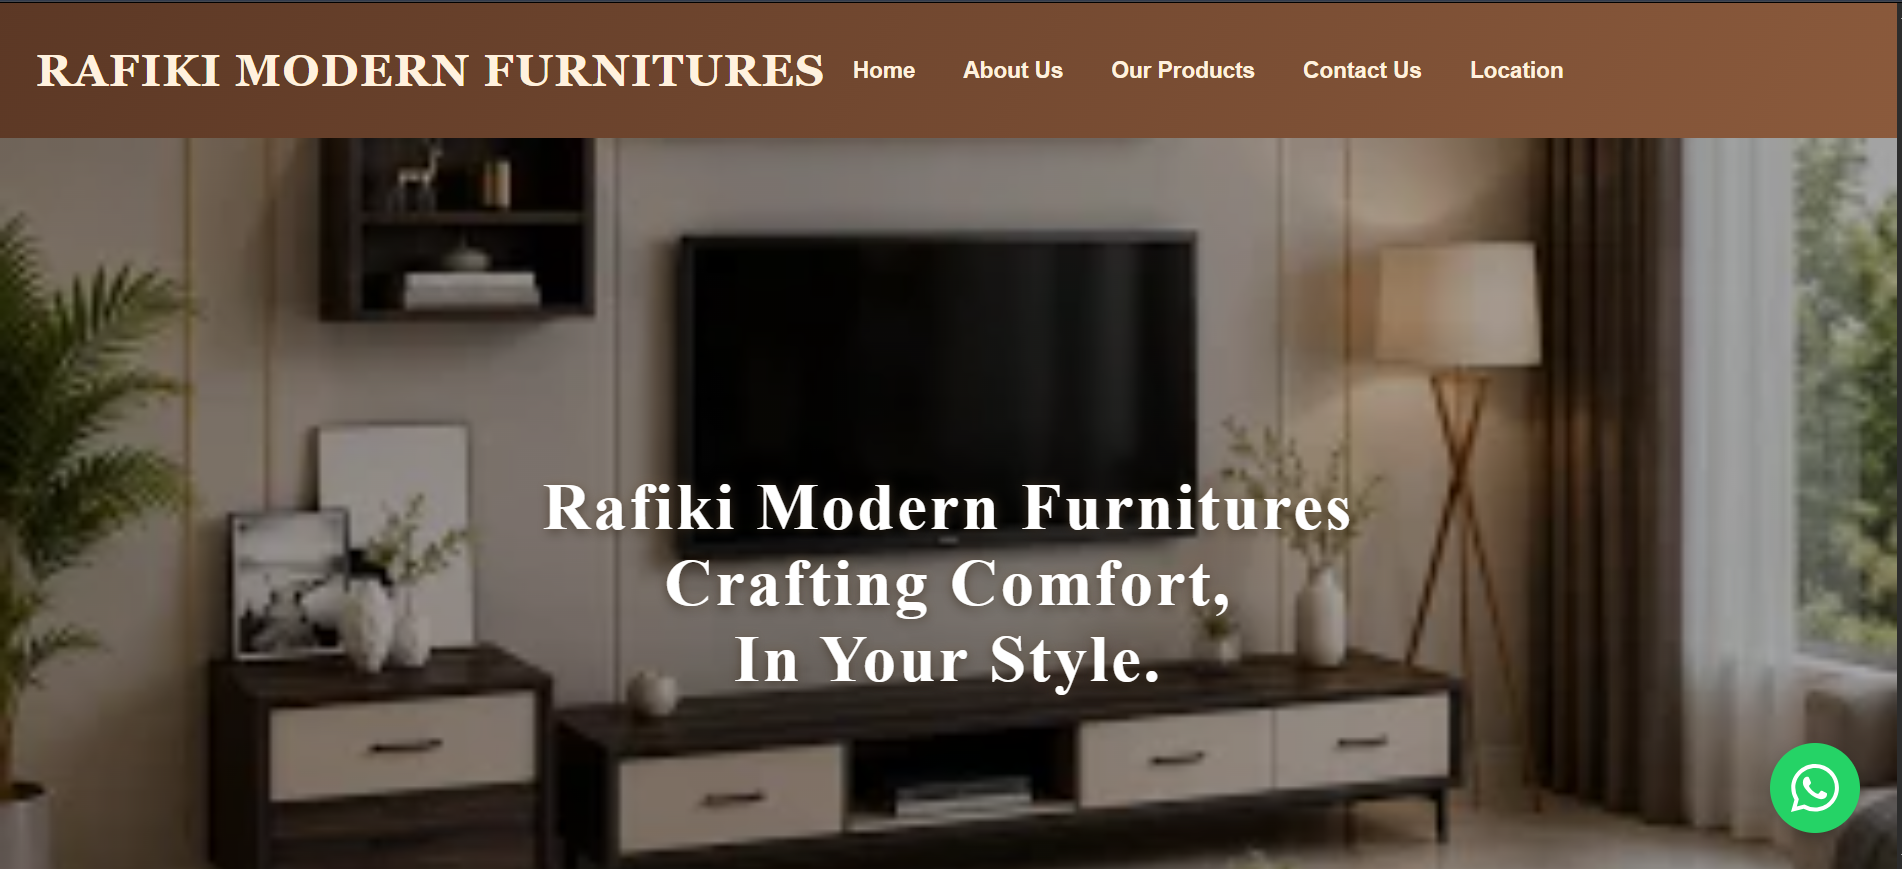 RAFIKI MODERN FURNITURES Home About Us Our Products Contact Us Location
Rafiki Modern Furnitures
Crafting Comfort,
In Your Style.